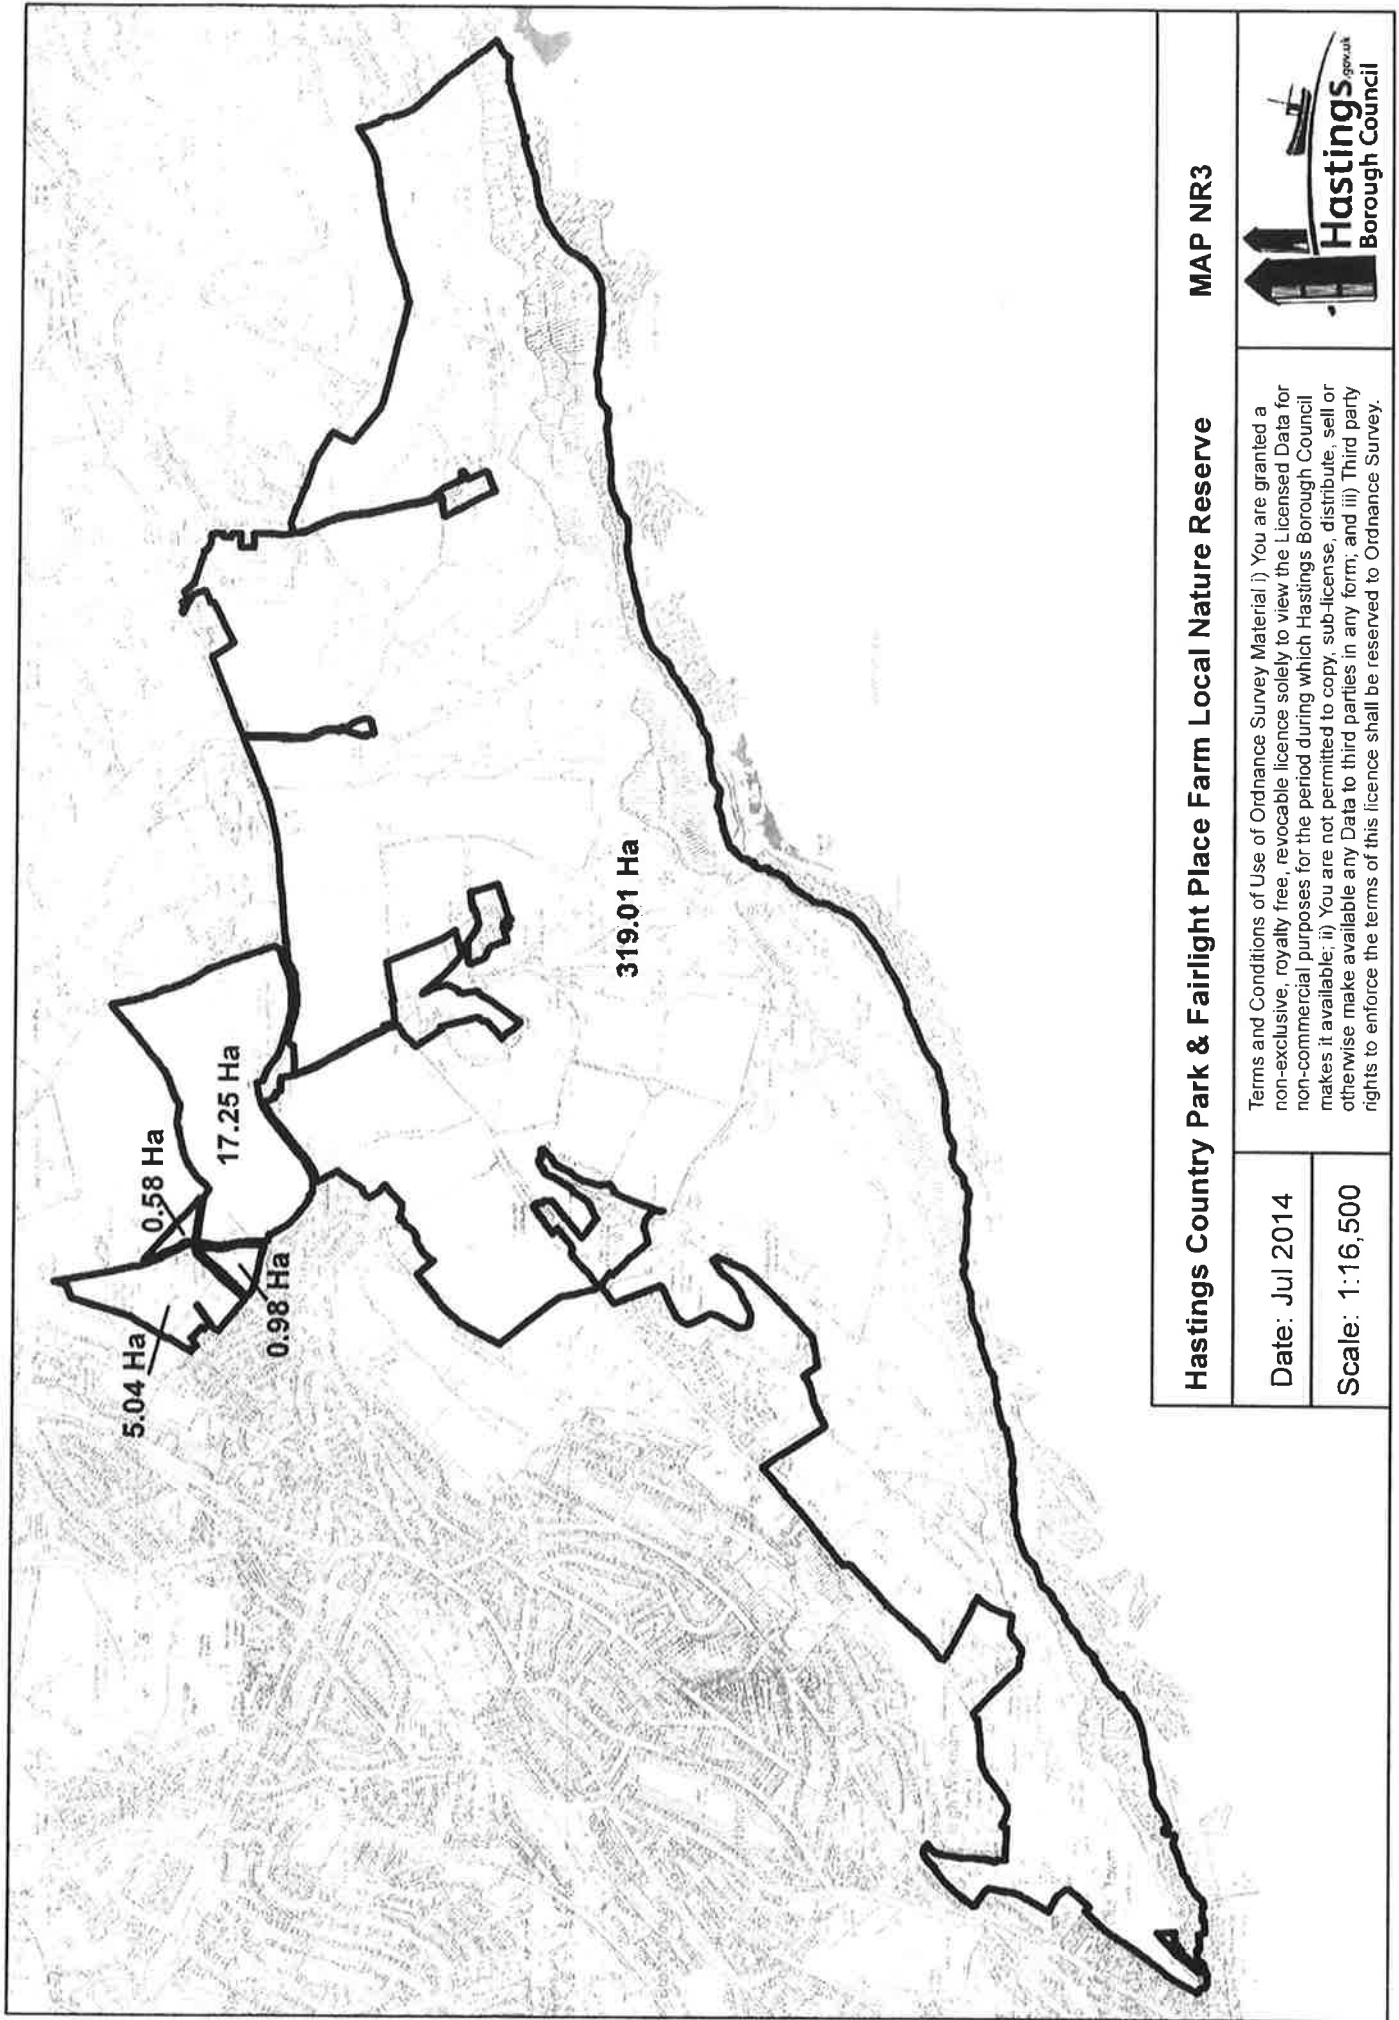 5.04 Ha
0.58 Ha
17.25 Ha
0.98 Ha
319.01 Ha
Hastings Country Park & Fairlight Place Farm Local Nature Reserve
MAP NR3
Date: Jul 2014
Scale: 1:16,500
Terms and Conditions of Use of Ordnance Survey Material i) You are granted a
non-exclusive, royalty free, revocable licence solely to view the Licensed Data for
non-commercial purposes for the period during which Hastings Borough Council
makes it available; ii) You are not permitted to copy, sub-license, distribute, sell or
otherwise make available any Data to third parties in any form; and iii) Third party
rights to enforce the terms of this licence shall be reserved to Ordnance Survey.
Hastings.gov.uk
Borough Council